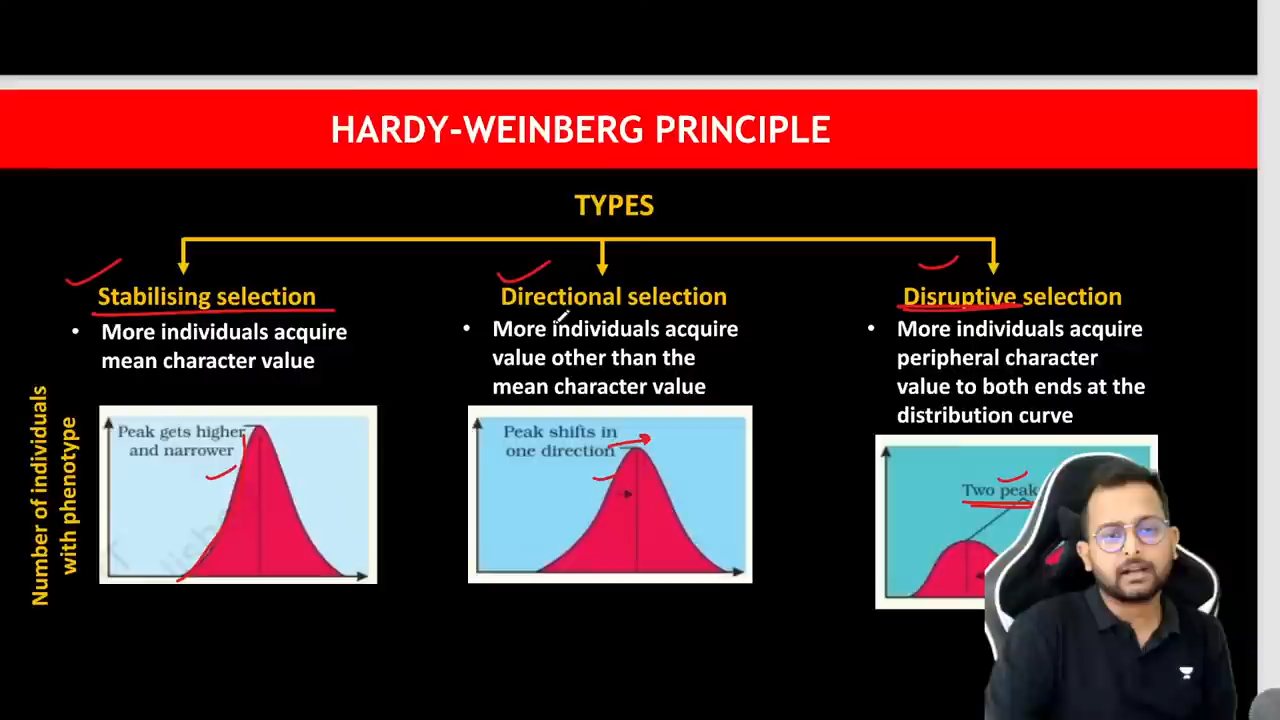 HARDY-WEINBERG PRINCIPLE
TYPES
Stabilising selection
• More individuals acquire
mean character value
Directional selection
• More individuals acquire
value other than the
mean character value
Disruptive selection
• More individuals acquire
peripheral character
value to both ends at the
distribution curve
Number of individuals
with phenotype
Peak gets higher
and narrower
Peak shifts in
one direction
Two peak